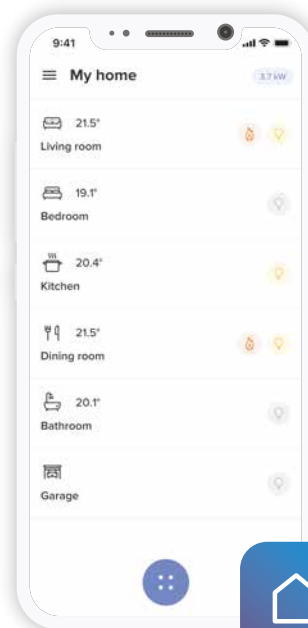 9:41
My home
3.7 kW
21.5°
Living room
19.1°
Bedroom
20.4°
Kitchen
21.5°
Dining room
20.1°
Bathroom
Garage